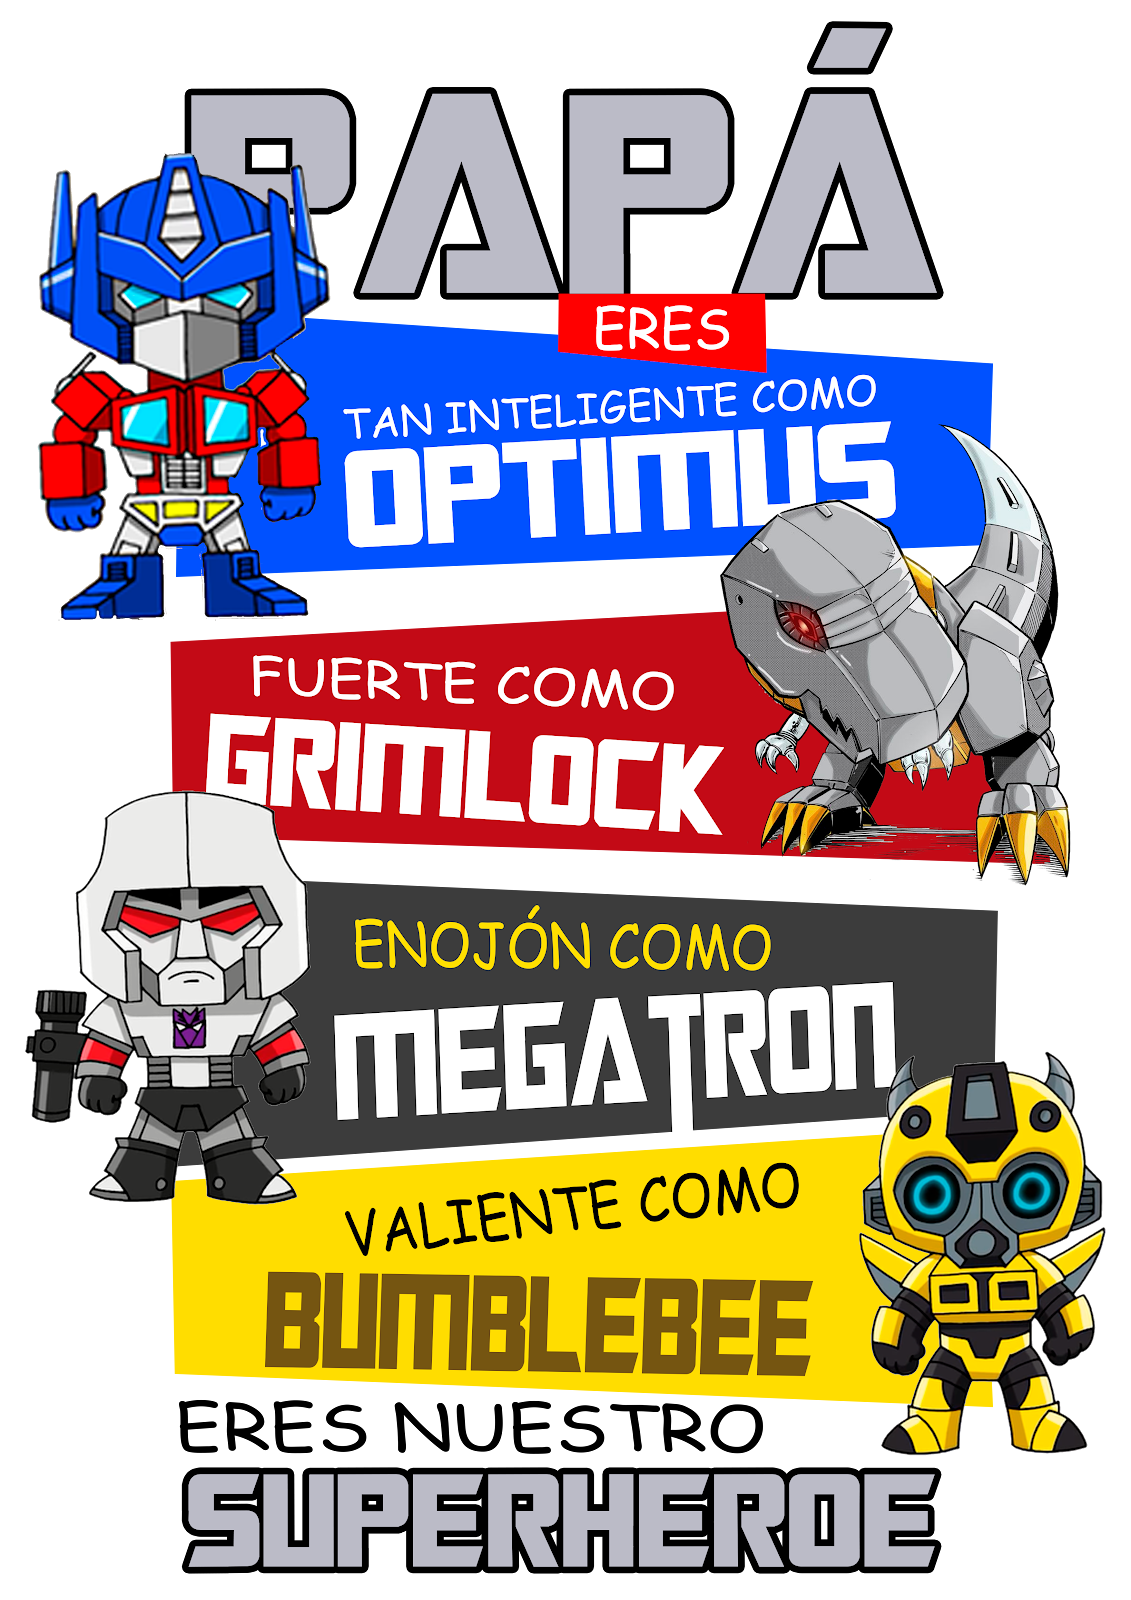 PAPÁ
ERES
TAN INTELIGENTE COMO
OPTIMUS
FUERTE COMO
GRIMLOCK
ENOJÓN COMO
MEGATRON
VALIENTE COMO
BUMBLEBEE
ERES NUESTRO
SUPERHEROE